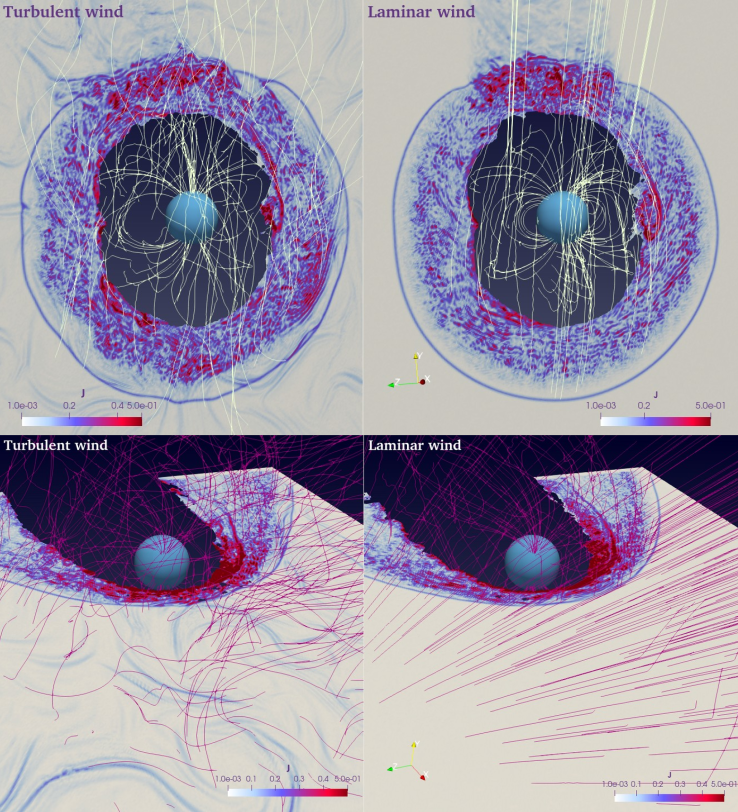 Turbulent wind
Laminar wind
J
1.0e-03 0.2 0.4 5.0e-01
Y
Z X
J
1.0e-03 0.2 5.0e-01
Turbulent wind
Laminar wind
J
1.0e-03 0.1 0.2 0.3 0.4 5.0e-01
Y
Z X
J
1.0e-03 0.1 0.2 0.3 0.4 5.0e-01